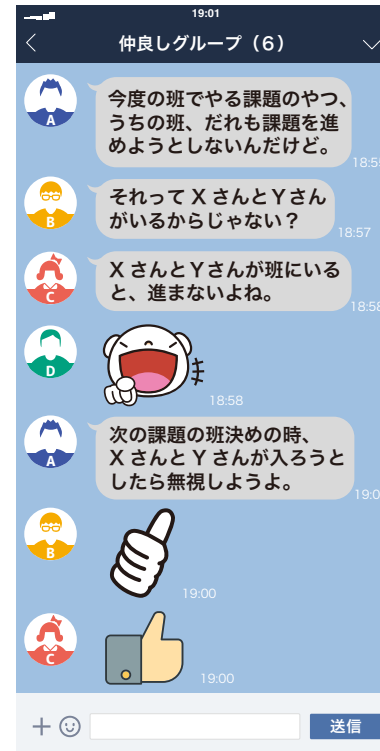 19:01
仲良しグループ（6）
A
今度の班でやる課題のやつ、
うちの班、だれも課題を進
めようとしないんだけど。
B
それって X さんとYさん
がいるからじゃない？
18:57
C
X さんとYさんが班にいる
と、進まないよね。
18:58
D
18:58
A
次の課題の班決めの時、
X さんと Y さんが入ろうと
したら無視しようよ。
B
19:00
C
19:00
送信